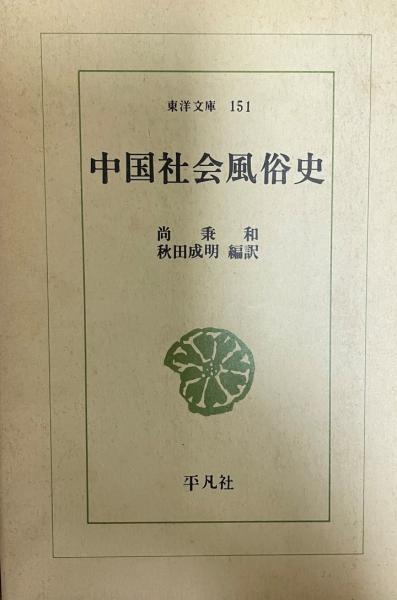 東洋文庫 151
中国社会風俗史
尚秉和
秋田成明 編訳
平凡社